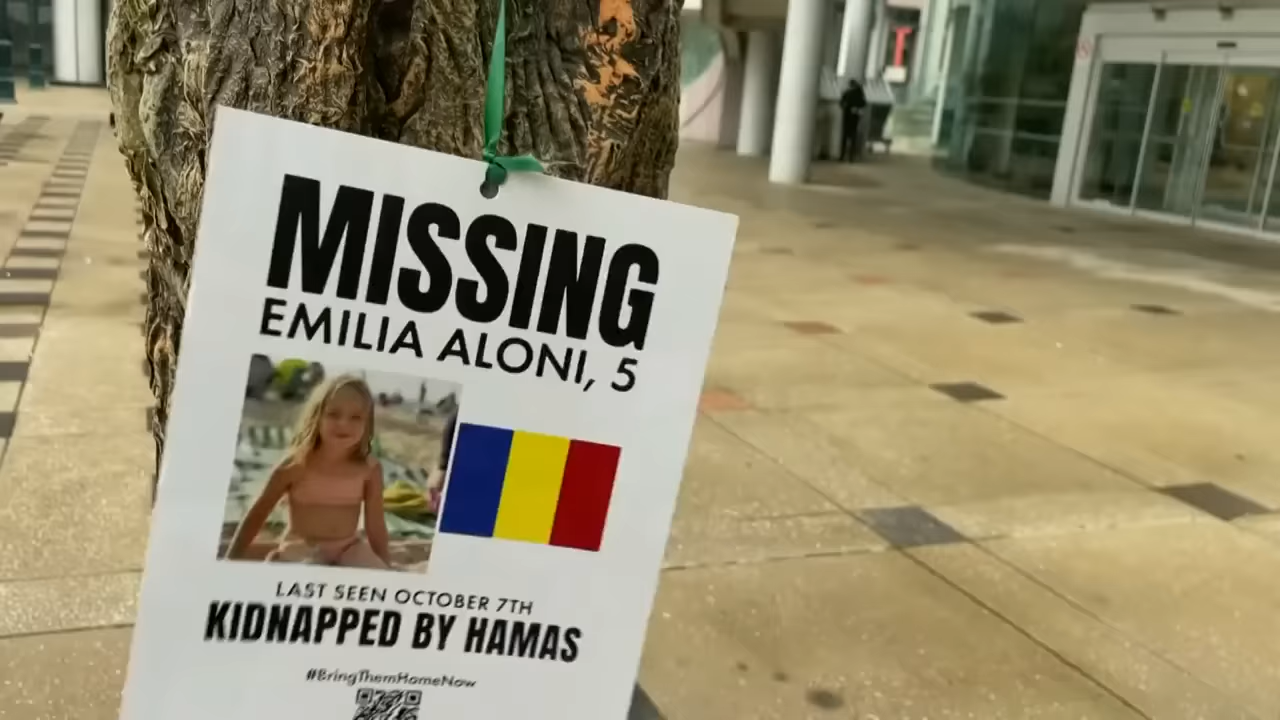 MISSING
EMILIA ALONI, 5
LAST SEEN OCTOBER 7TH
KIDNAPPED BY HAMAS
#BringThemHomeNow